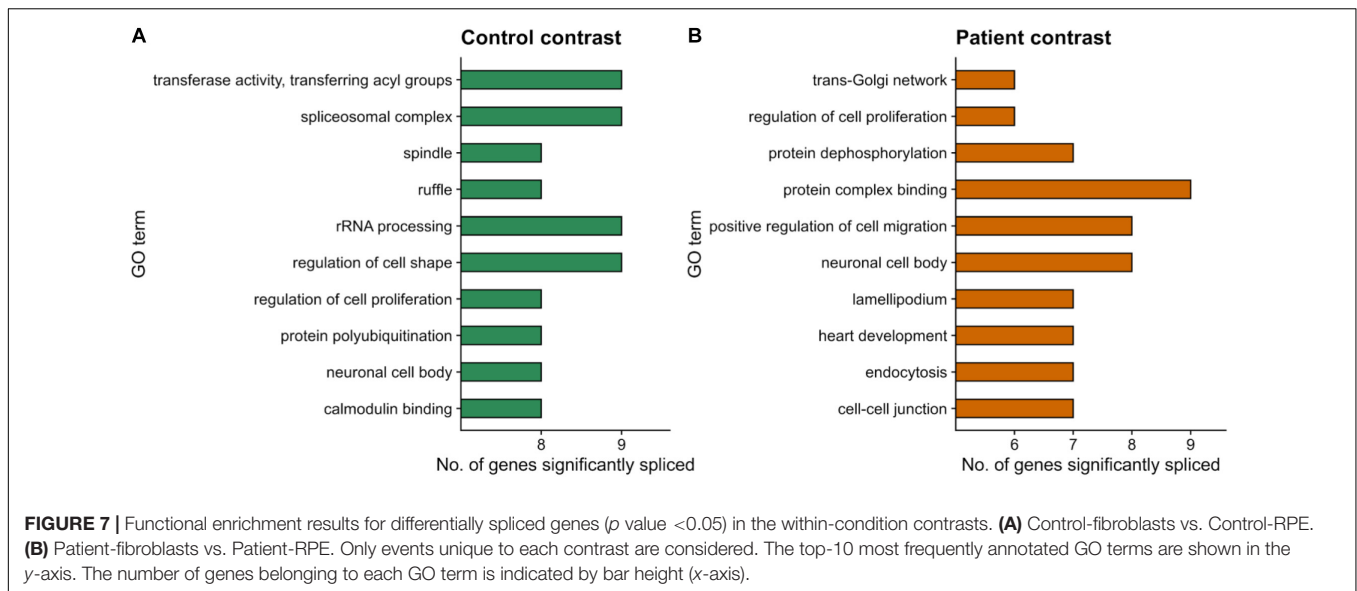 A
Control contrast
GO term
transferase activity, transferring acyl groups
spliceosomal complex
spindle
ruffle
rRNA processing
regulation of cell shape
regulation of cell proliferation
protein polyubiquitination
neuronal cell body
calmodulin binding
8 9
No. of genes significantly spliced
B
Patient contrast
GO term
trans-Golgi network
regulation of cell proliferation
protein dephosphorylation
protein complex binding
positive regulation of cell migration
neuronal cell body
lamellipodium
heart development
endocytosis
cell-cell junction
6 7 8 9
No. of genes significantly spliced
FIGURE 7 | Functional enrichment results for differentially spliced genes (p value <0.05) in the within-condition contrasts. (A) Control-fibroblasts vs. Control-RPE.
(B) Patient-fibroblasts vs. Patient-RPE. Only events unique to each contrast are considered. The top-10 most frequently annotated GO terms are shown in the
y-axis. The number of genes belonging to each GO term is indicated by bar height (x-axis).